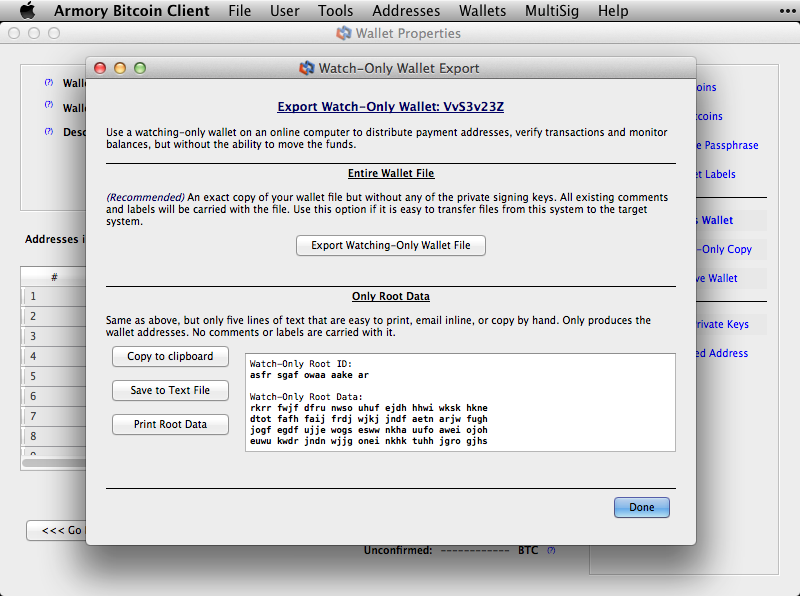 Armory Bitcoin Client File User Tools Addresses Wallets MultiSig Help
Wallet Properties
Watch-Only Wallet Export
Export Watch-Only Wallet: VvS3v23Z
Use a watching-only wallet on an online computer to distribute payment addresses, verify transactions and monitor
balances, but without the ability to move the funds.
Entire Wallet File
(Recommended) An exact copy of your wallet file but without any of the private signing keys. All existing comments
and labels will be carried with the file. Use this option if it is easy to transfer files from this system to the target
system.
Export Watching-Only Wallet File
Only Root Data
Same as above, but only five lines of text that are easy to print, email inline, or copy by hand. Only produces the
wallet addresses. No comments or labels are carried with it.
Copy to clipboard
Save to Text File
Print Root Data
Watch-Only Root ID:
asfr sgaf owaa aake ar
Watch-Only Root Data:
rkrr fwjf dfru nwso uhuf ejdh hhwi wksk hkne
dtot fafh faij frdj wjkj jndf aetn arjw fugh
jogf egdf ujje wogs esww nkha uufo awei ojoh
euwu kwdr jndn wjjg onei nkhk tuhh jgro gjhs
Done
(?) Wall
(?) Wall
(?) Desc
Addresses i
#
1
2
3
4
5
6
7
8
9
<<< Go
oins
coins
e Passphrase
t Labels
s Wallet
-Only Copy
ve Wallet
rivate Keys
ed Address
Unconfirmed: ------------ BTC (?)